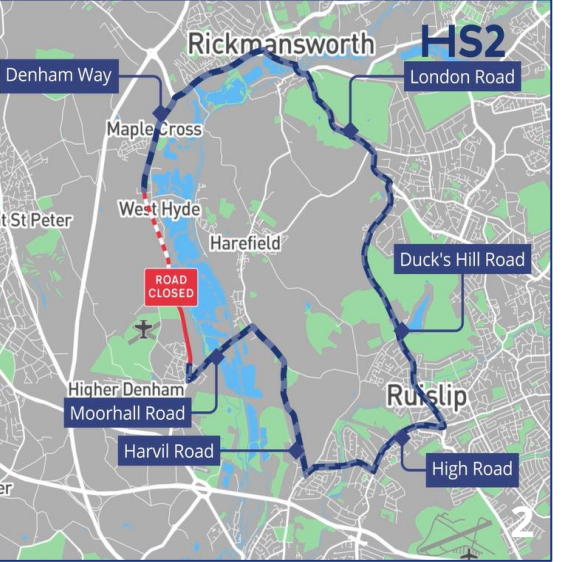 Rickmansworth
HS2
Denham Way
London Road
Maple Cross
West Hyde
t St Peter
Harefield
Duck's Hill Road
ROAD
CLOSED
Higher Denham
Ruislip
Moorhall Road
Harvil Road
High Road
er
2